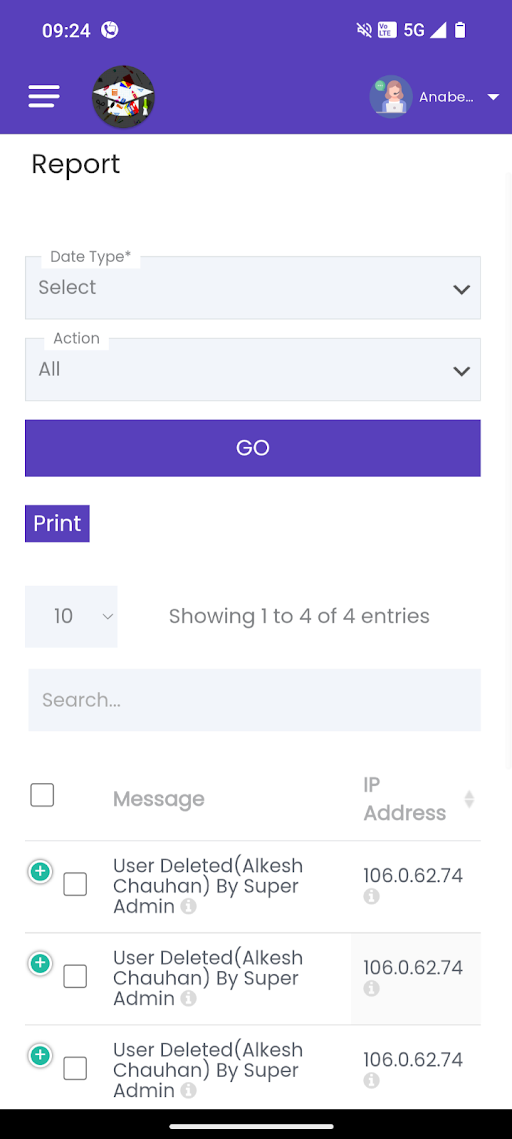 09:24
Vo LTE 5G
Anabe...
Report
Date Type*
Select
Action
All
GO
Print
10
Showing 1 to 4 of 4 entries
Search...
Message
IP
Address
User Deleted(Alkesh
Chauhan) By Super
Admin
106.0.62.74
User Deleted(Alkesh
Chauhan) By Super
Admin
106.0.62.74
User Deleted(Alkesh
Chauhan) By Super
Admin
106.0.62.74